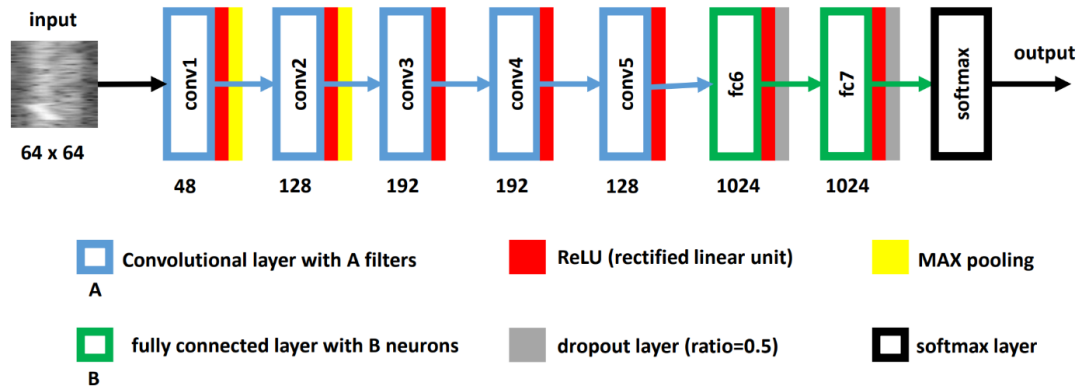 input
output
conv1
conv2
conv3
conv4
conv5
fc6
fc7
softmax
64 x 64
48
128
192
192
128
1024
1024
Convolutional layer with A filters
A
ReLU (rectified linear unit)
MAX pooling
fully connected layer with B neurons
B
dropout layer (ratio=0.5)
softmax layer